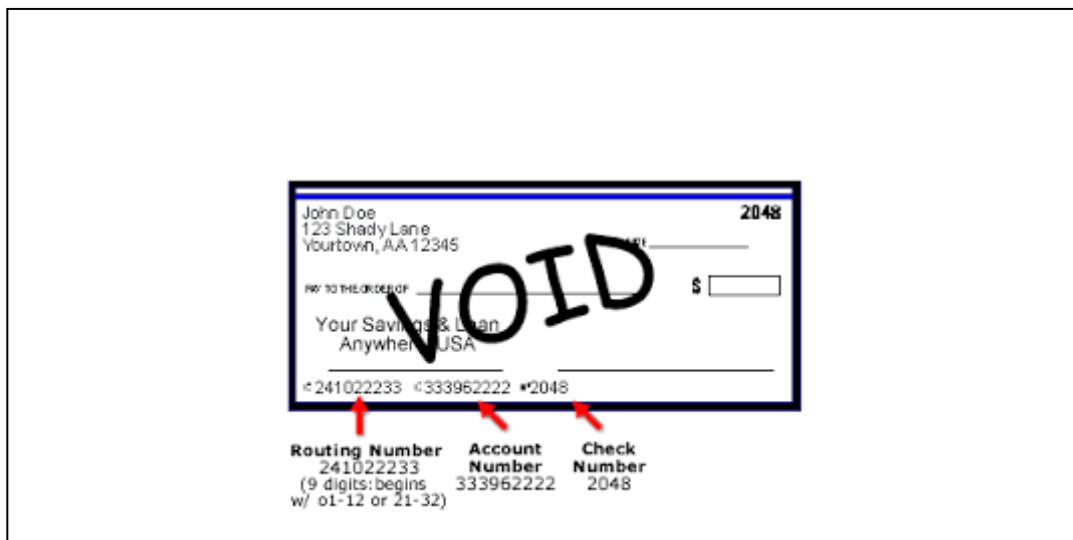 John Doe
2048
123 Shady Lane
Yourtown, AA 12345
DATE
VOID
PAY TO THE ORDER OF
$
Your Savings & Loan
Anywhere USA
⑆241022233 ⑆333962222 ⑈2048
Routing Number
241022233
(9 digits: begins
w/ o1-12 or 21-32)
Account
Number
333962222
Check
Number
2048